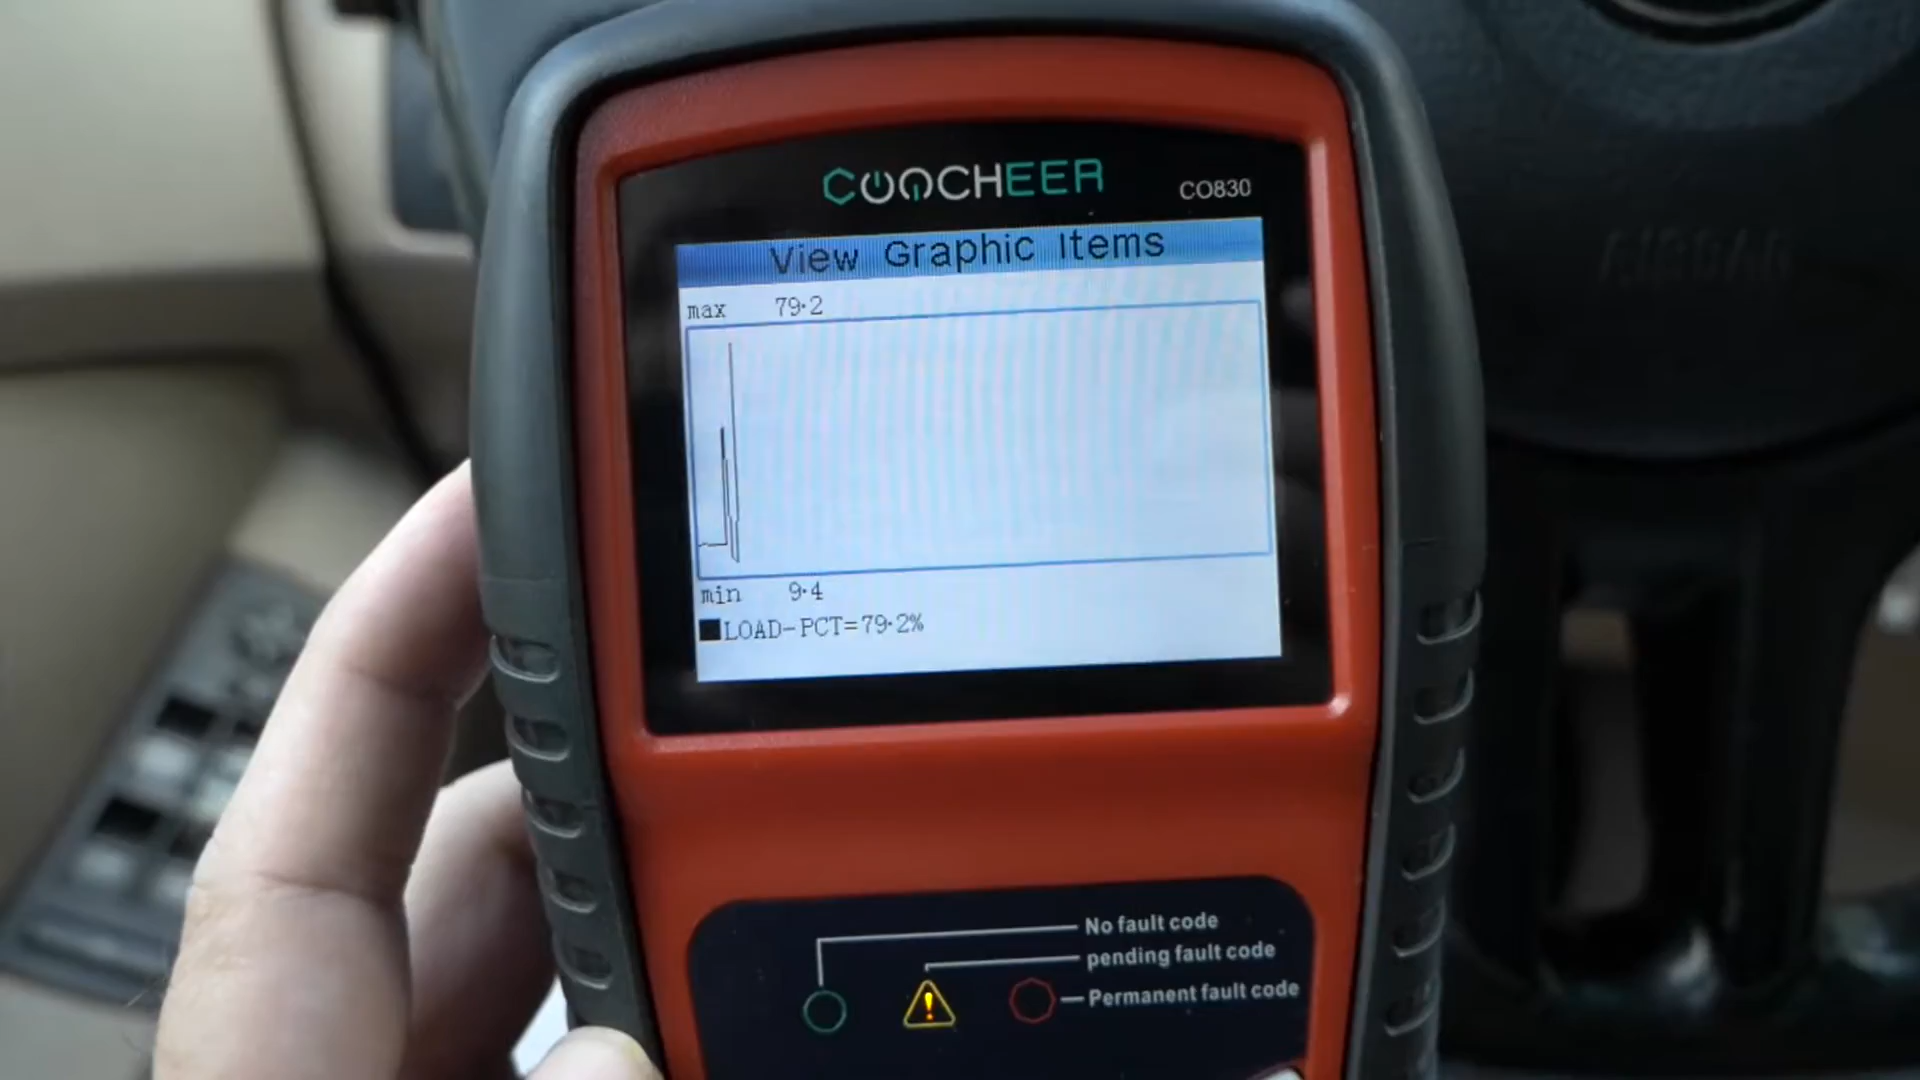 COOCHEER
CO830
View Graphic Items
max 79.2
min 9.4
LOAD-PCT=79.2%
No fault code
pending fault code
Permanent fault code